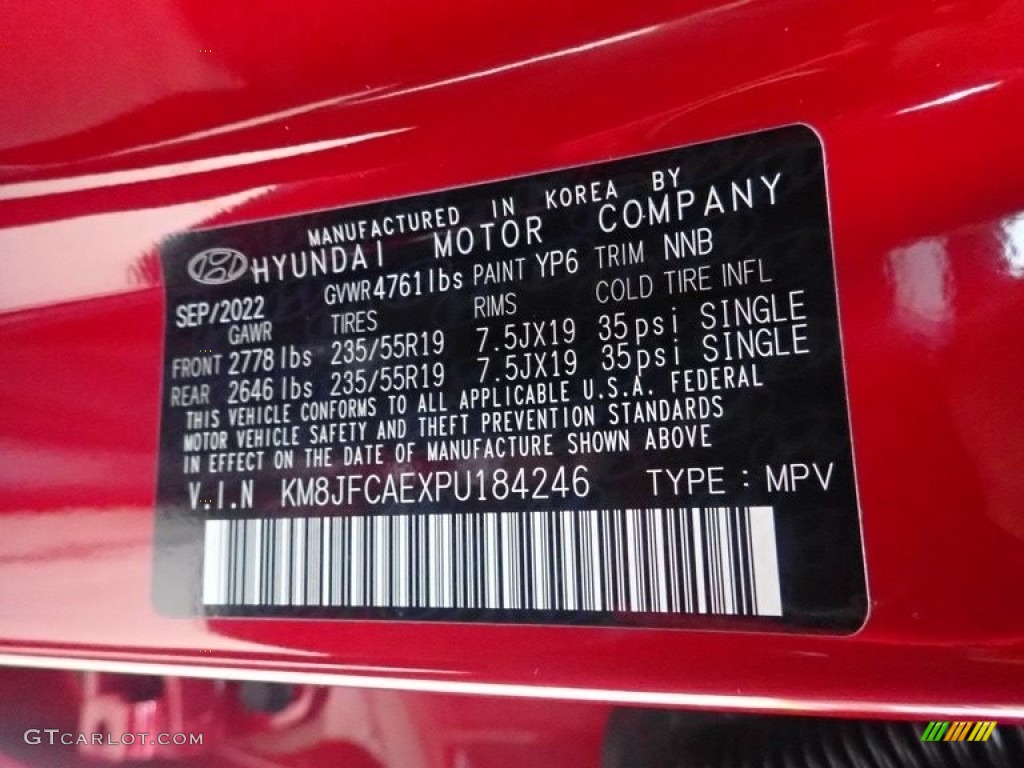 MANUFACTURED IN KOREA BY
HYUNDAI MOTOR COMPANY
SEP/2022 GVWR 4761lbs PAINT YP6 TRIM NNB
GAWR TIRES RIMS COLD TIRE INFL
FRONT 2778 lbs 235/55R19 7.5JX19 35psi SINGLE
REAR 2646 lbs 235/55R19 7.5JX19 35psi SINGLE
THIS VEHICLE CONFORMS TO ALL APPLICABLE U.S.A. FEDERAL
MOTOR VEHICLE SAFETY AND THEFT PREVENTION STANDARDS
IN EFFECT ON THE DATE OF MANUFACTURE SHOWN ABOVE
V.I.N KM8JFCAEXPU184246 TYPE : MPV
GTCARLOT.COM